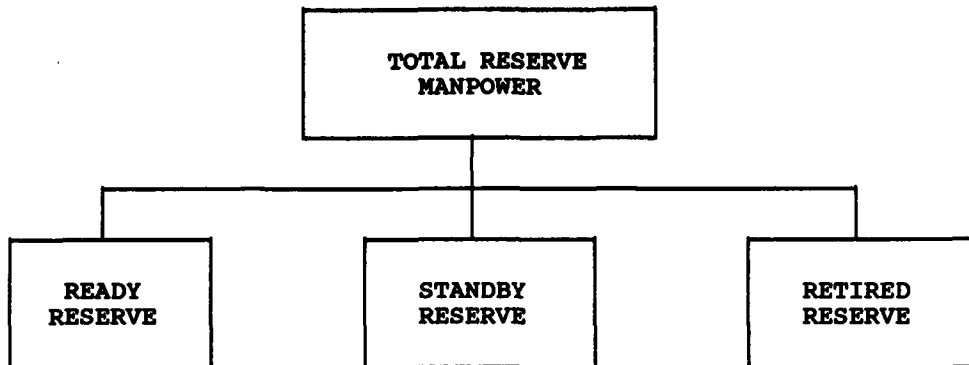 TOTAL RESERVE
MANPOWER
READY
RESERVE
STANDBY
RESERVE
RETIRED
RESERVE